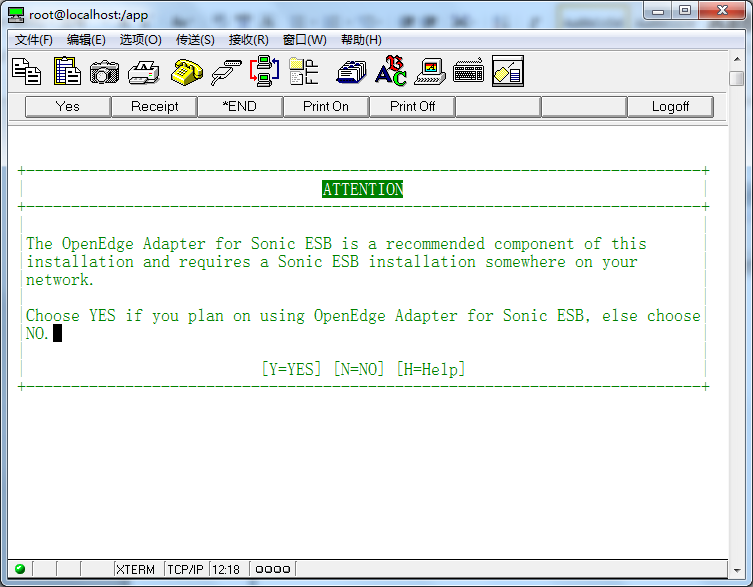 root@localhost:/app
文件(F) 编辑(E) 选项(O) 传送(S) 接收(R) 窗口(W) 帮助(H)
Yes Receipt *END Print On Print Off Logoff
ATTENTION
The OpenEdge Adapter for Sonic ESB is a recommended component of this
installation and requires a Sonic ESB installation somewhere on your
network.
Choose YES if you plan on using OpenEdge Adapter for Sonic ESB, else choose
NO.
[Y=YES] [N=NO] [H=Help]
XTERM TCP/IP 12:18